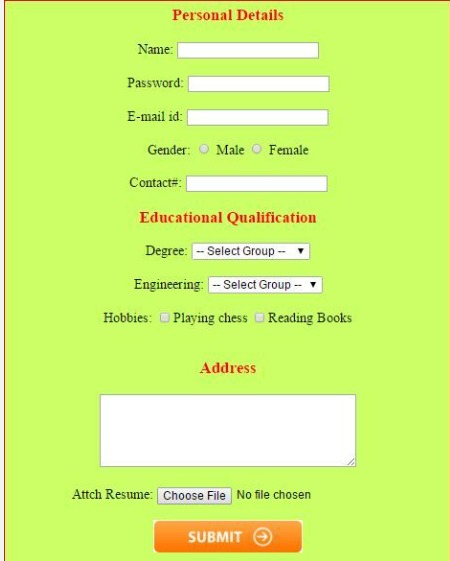 Personal Details
Name:
Password:
E-mail id:
Gender: Male Female
Contact#:
Educational Qualification
Degree: -- Select Group --
Engineering: -- Select Group --
Hobbies: Playing chess Reading Books
Address
Attch Resume: Choose File No file chosen
SUBMIT